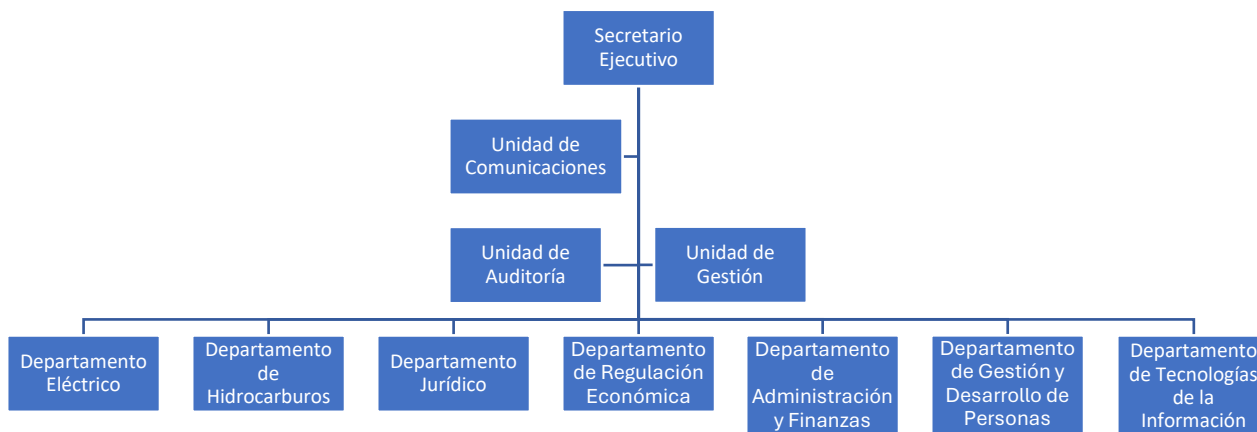 Secretario
Ejecutivo
Unidad de
Comunicaciones
Unidad de
Auditoría
Unidad de
Gestión
Departamento
Eléctrico
Departamento
de
Hidrocarburos
Departamento
Jurídico
Departamento
de Regulación
Económica
Departamento
de
Administración
y Finanzas
Departamento
de Gestión y
Desarrollo de
Personas
Departamento
de Tecnologías
de la
Información